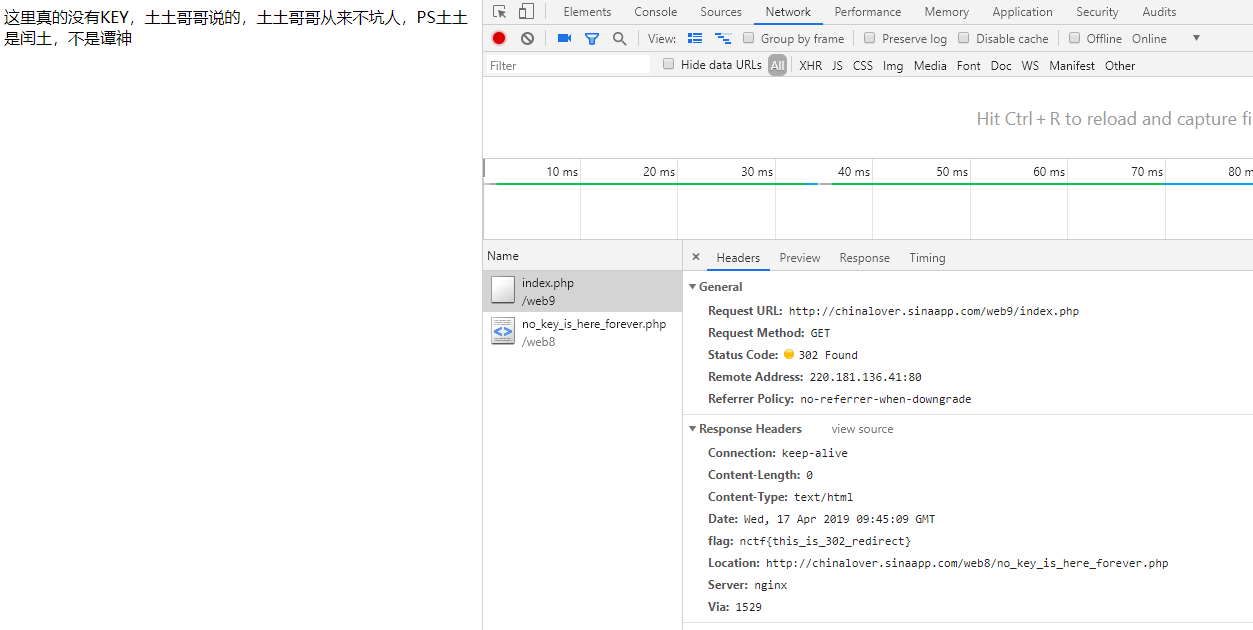 这里真的没有KEY，土土哥哥说的，土土哥哥从来不坑人，PS土土
是闰土，不是谭神
Elements Console Sources Network Performance Memory Application Security Audits
View: Group by frame Preserve log Disable cache Offline Online ▼
Filter Hide data URLs All XHR JS CSS Img Media Font Doc WS Manifest Other
Hit Ctrl + R to reload and capture fi
10 ms 20 ms 30 ms 40 ms 50 ms 60 ms 70 ms 80 m
Name × Headers Preview Response Timing
index.php
/web9
no_key_is_here_forever.php
/web8
▼ General
Request URL: http://chinalover.sinaapp.com/web9/index.php
Request Method: GET
Status Code: 302 Found
Remote Address: 220.181.136.41:80
Referrer Policy: no-referrer-when-downgrade
▼ Response Headers view source
Connection: keep-alive
Content-Length: 0
Content-Type: text/html
Date: Wed, 17 Apr 2019 09:45:09 GMT
flag: nctf{this_is_302_redirect}
Location: http://chinalover.sinaapp.com/web8/no_key_is_here_forever.php
Server: nginx
Via: 1529